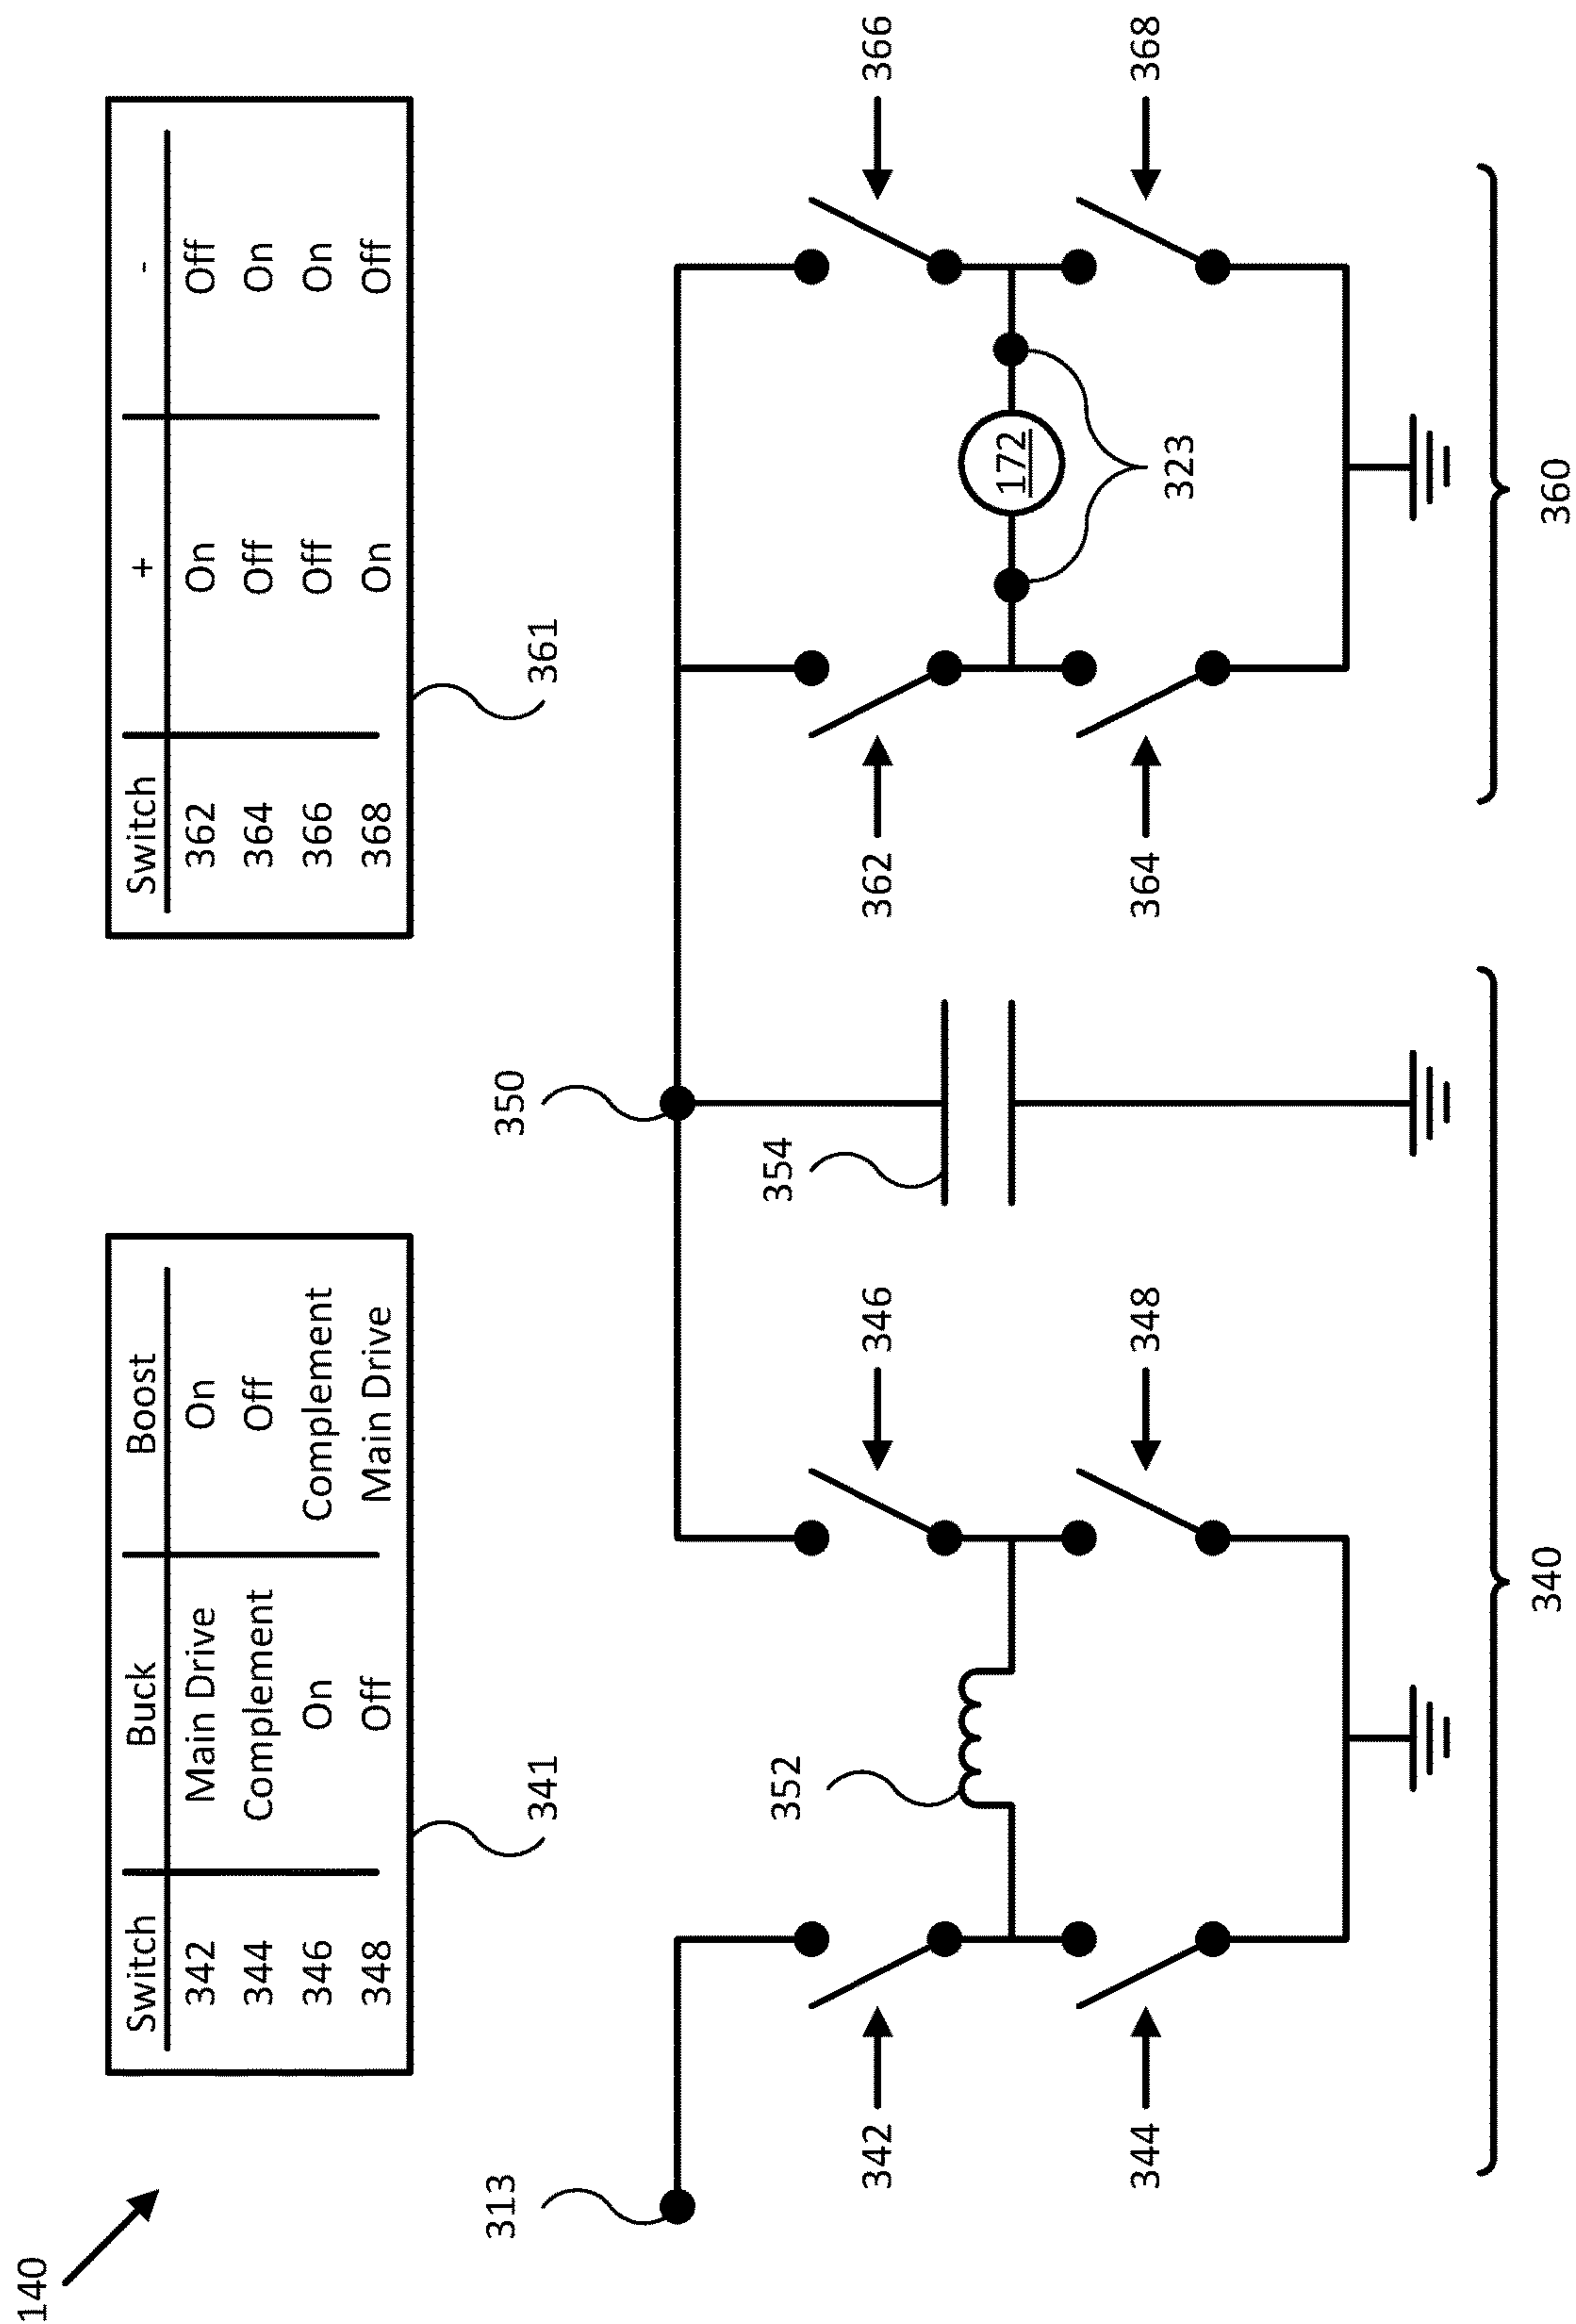 140
Switch Buck Boost
342 Main Drive On
344 Complement Off
346 On Complement
348 Off Main Drive
341
Switch + -
362 On Off
364 Off On
366 Off On
368 On Off
361
313
350
352
354
342
346
362
366
172
344
348
364
323
368
340
360